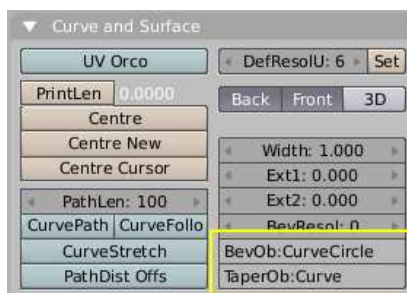 Curve and Surface
UV Orco
DefResolU: 6 Set
PrintLen 0.0000
Back Front 3D
Centre
Centre New
Centre Cursor
Width: 1.000
Ext1: 0.000
Ext2: 0.000
BevResol: 0
PathLen: 100
CurvePath CurveFollo
CurveStretch
PathDist Offs
BevOb:CurveCircle
TaperOb:Curve